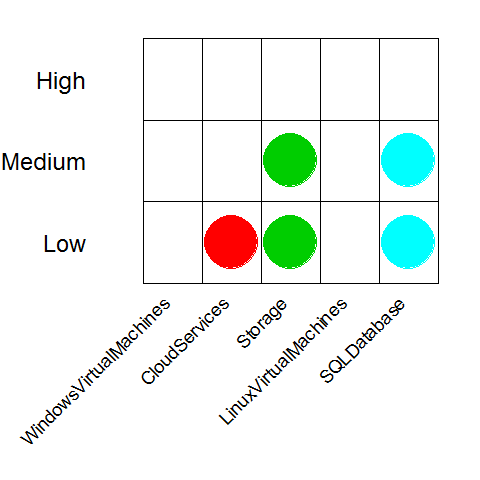 High
Medium
Low
WindowsVirtualMachines
CloudServices
Storage
LinuxVirtualMachines
SQLDatabase